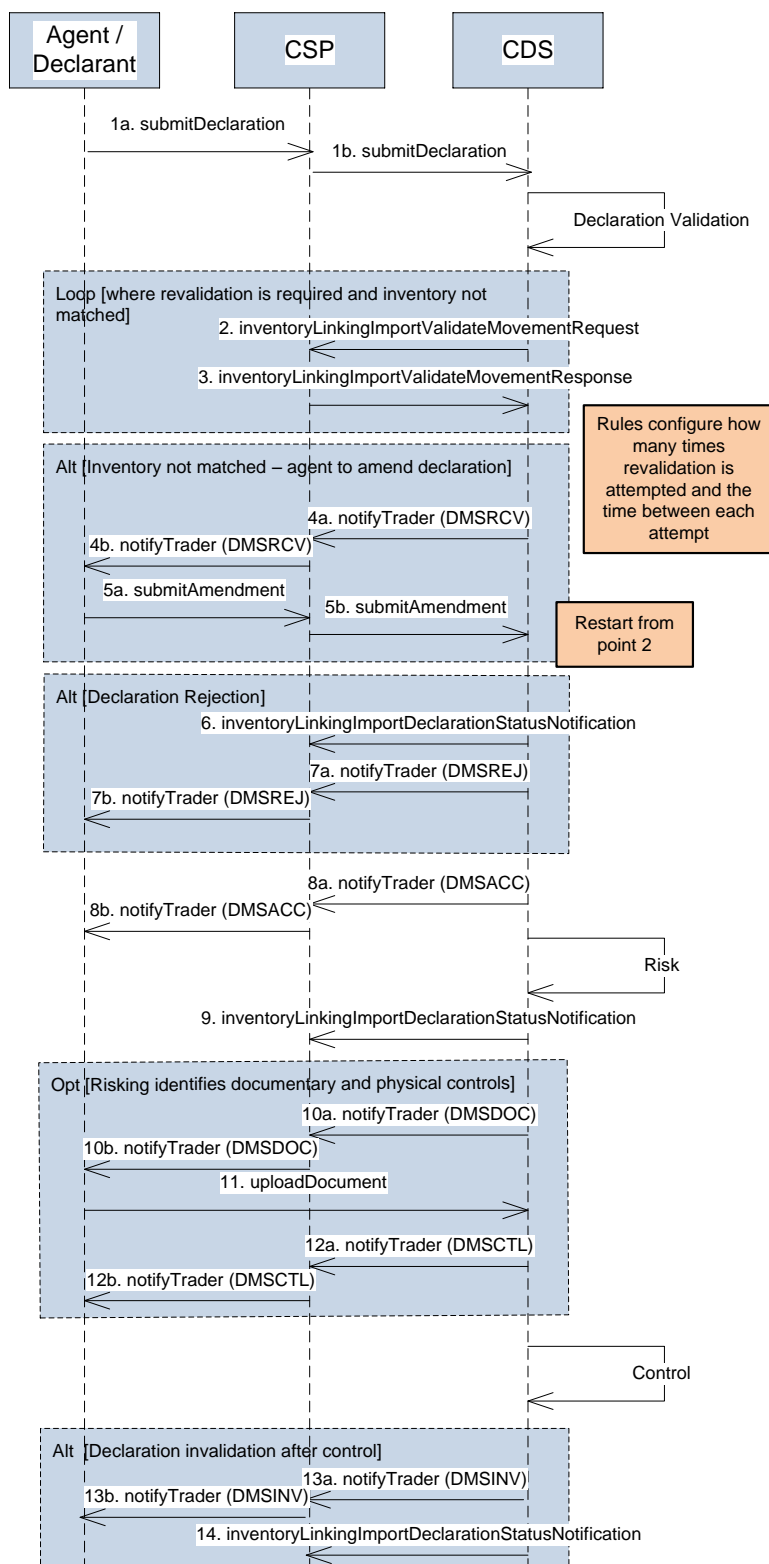 Agent /
Declarant
CSP
CDS
1a. submitDeclaration
1b. submitDeclaration
Declaration Validation
Loop [where revalidation is required and inventory not
matched]
2. inventoryLinkingImportValidateMovementRequest
3. inventoryLinkingImportValidateMovementResponse
Rules configure how
many times
revalidation is
attempted and the
time between each
attempt
Alt [Inventory not matched – agent to amend declaration]
4a. notifyTrader (DMSRCV)
4b. notifyTrader (DMSRCV)
5a. submitAmendment
5b. submitAmendment
Restart from
point 2
Alt [Declaration Rejection]
6. inventoryLinkingImportDeclarationStatusNotification
7a. notifyTrader (DMSREJ)
7b. notifyTrader (DMSREJ)
8a. notifyTrader (DMSACC)
8b. notifyTrader (DMSACC)
Risk
9. inventoryLinkingImportDeclarationStatusNotification
Opt [Risking identifies documentary and physical controls]
10a. notifyTrader (DMSDOC)
10b. notifyTrader (DMSDOC)
11. uploadDocument
12a. notifyTrader (DMSCTL)
12b. notifyTrader (DMSCTL)
Control
Alt [Declaration invalidation after control]
13a. notifyTrader (DMSINV)
13b. notifyTrader (DMSINV)
14. inventoryLinkingImportDeclarationStatusNotification